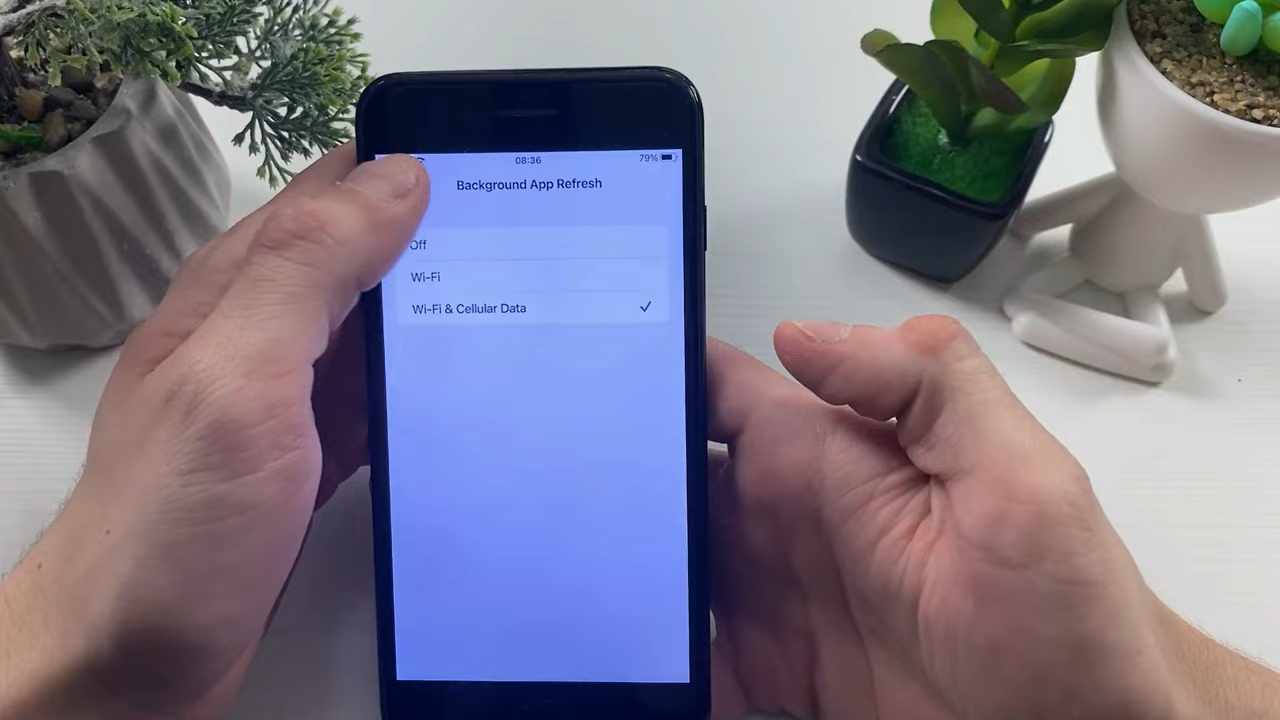 08:36
79%
Background App Refresh
Off
Wi-Fi
Wi-Fi & Cellular Data